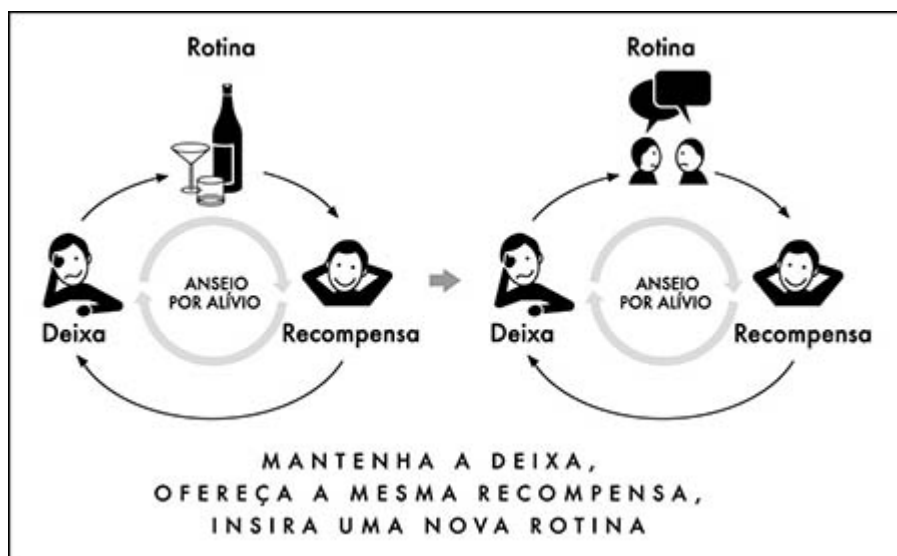 Rotina
ANSEIO
POR ALÍVIO
Deixa
Recompensa
Rotina
ANSEIO
POR ALÍVIO
Deixa
Recompensa
MANTENHA A DEIXA,
OFEREÇA A MESMA RECOMPENSA,
INSIRA UMA NOVA ROTINA